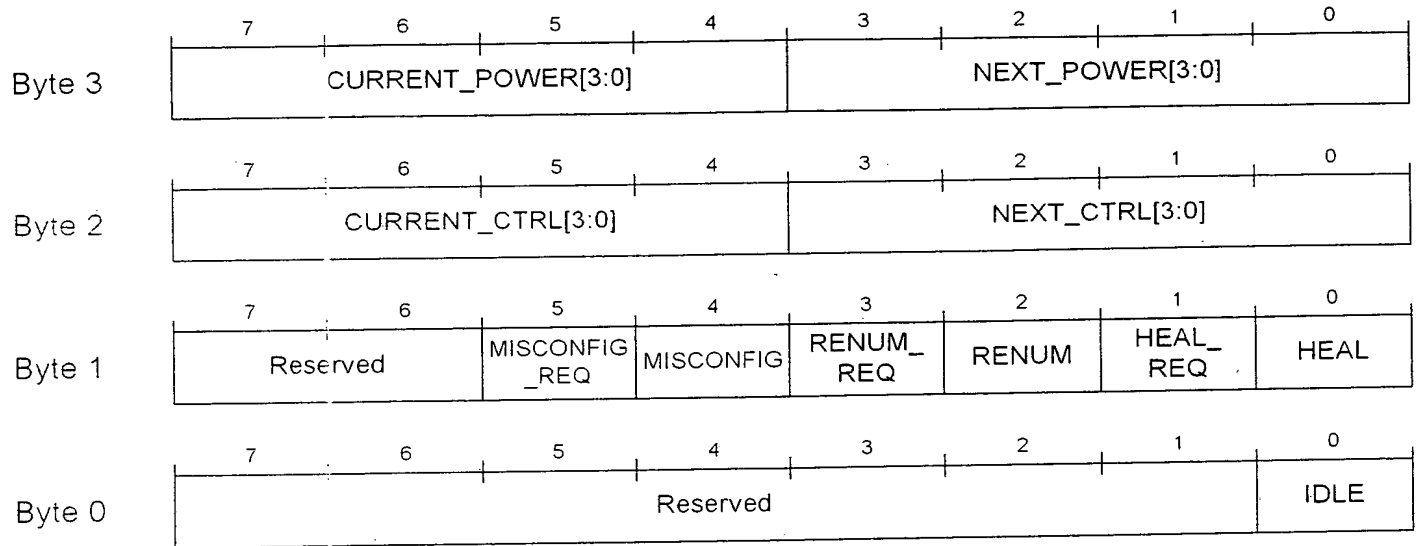 7 6 5 4 3 2 1 0
Byte 3 CURRENT_POWER[3:0] NEXT_POWER[3:0]
7 6 5 4 3 2 1 0
Byte 2 CURRENT_CTRL[3:0] NEXT_CTRL[3:0]
7 6 5 4 3 2 1 0
Byte 1 Reserved MISCONFIG
_REQ MISCONFIG RENUM_
REQ RENUM HEAL_
REQ HEAL
7 6 5 4 3 2 1 0
Byte 0 Reserved IDLE